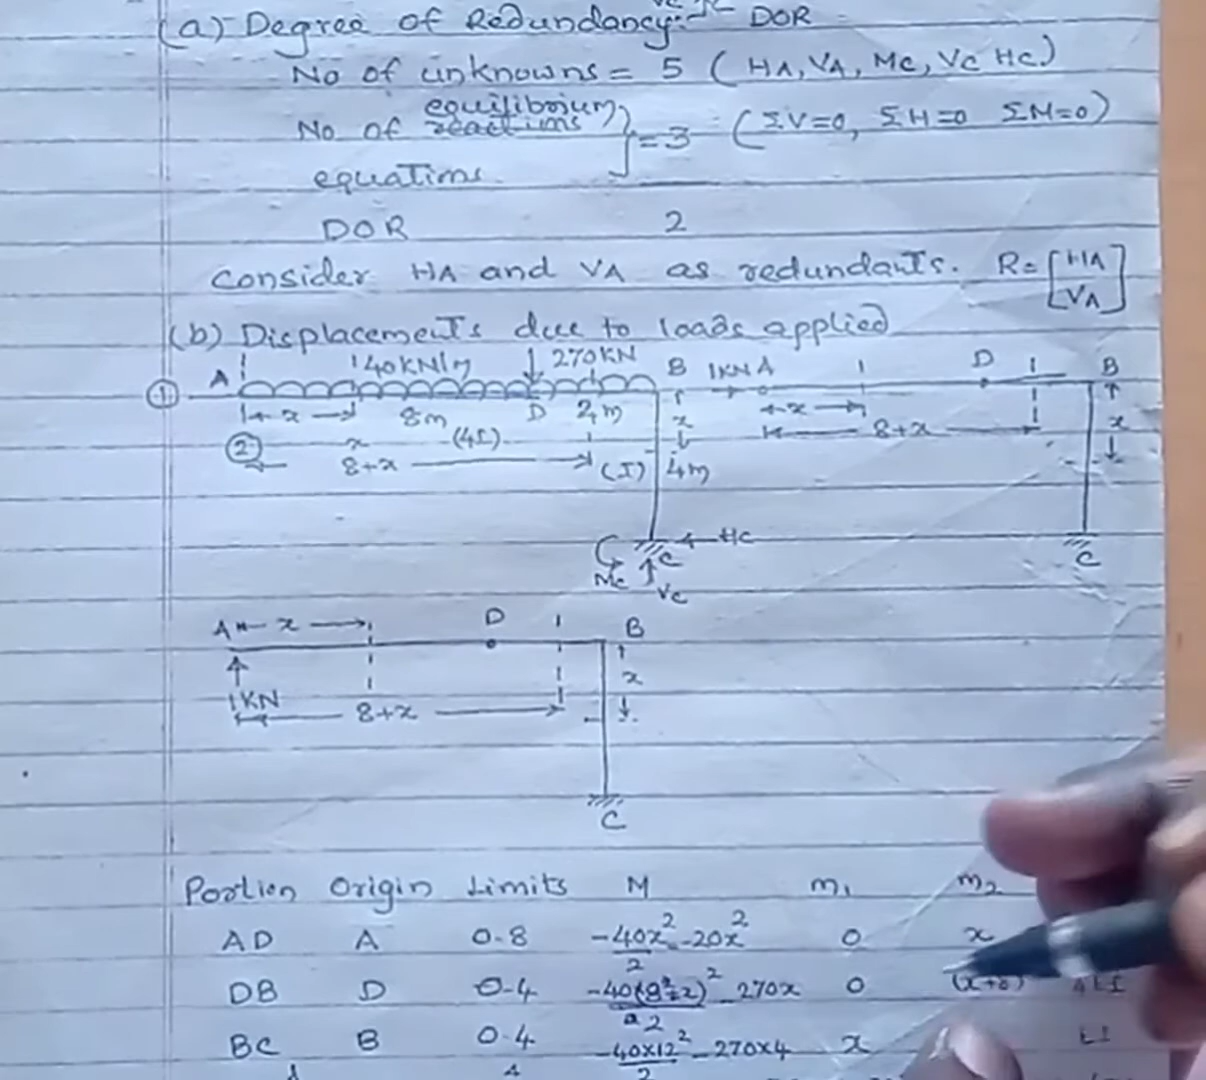 (a) Degree of Redundancy:- DOR
No of unknowns = 5 (HA, VA, MC, VC HC)
equilibrium
No of reactions } = 3 (ΣV=0, ΣH=0 ΣM=0)
equations
DOR 2
Consider HA and VA as redundants. R= [HA VA]
(b) Displacements due to loads applied
① A 40KN/m 270KN B 1KN A D B
x 8m D 2m x x 8+x x
② x (4I)
8+x (I) 4m
HC
MC C VC C
A x D B
x
1KN 8+x
C
Portion Origin Limits M m₁ m₂
AD A 0-8 -40x²/2 -20x² 0 x
DB D 0-4 -40(8+x)²/2 -270x 0 (x+8) 4EI
BC B 0-4 -40x12²/2 -270x4 x EI